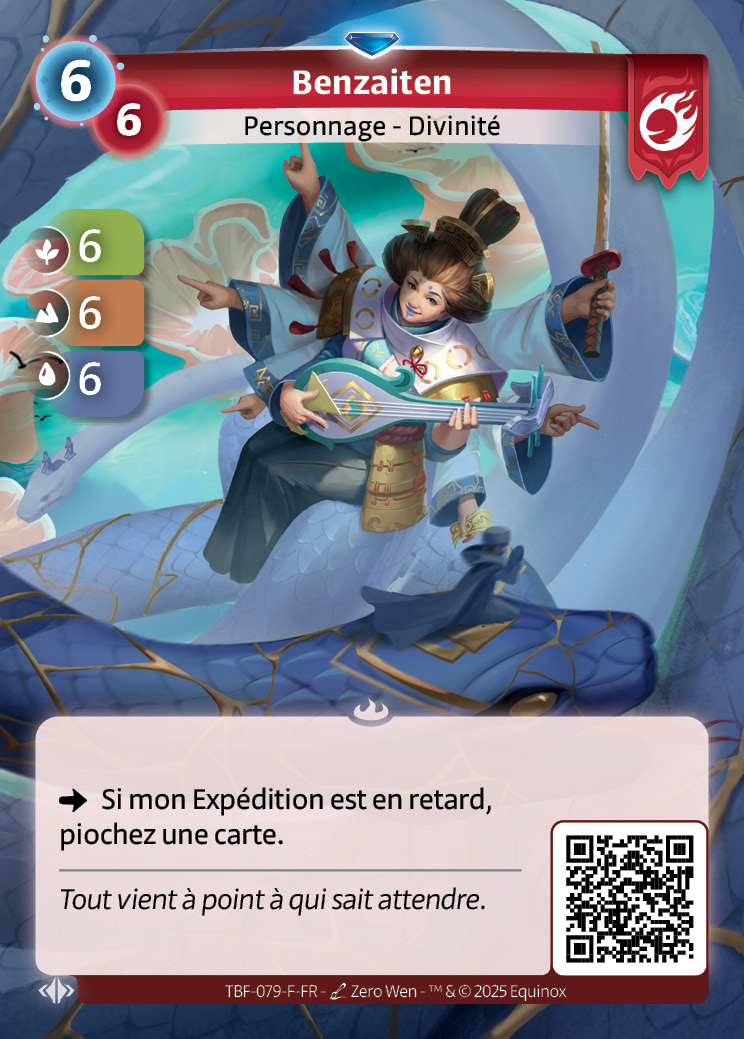 6
Benzaiten
6
Personnage - Divinité
6
6
6
Si mon Expédition est en retard,
piochez une carte.
Tout vient à point à qui sait attendre.
TBF-079-F-FR - Zero Wen - ™ & © 2025 Equinox